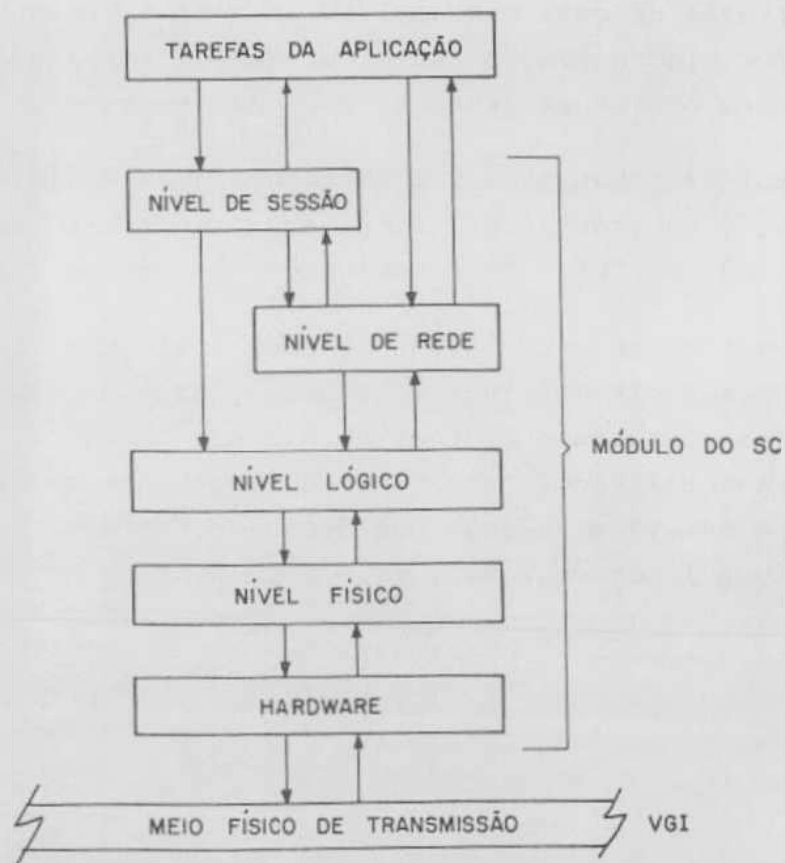 TAREFAS DA APLICAÇÃO
NÍVEL DE SESSÃO
NÍVEL DE REDE
MÓDULO DO SC
NÍVEL LÓGICO
NÍVEL FÍSICO
HARDWARE
MEIO FÍSICO DE TRANSMISSÃO
VGI